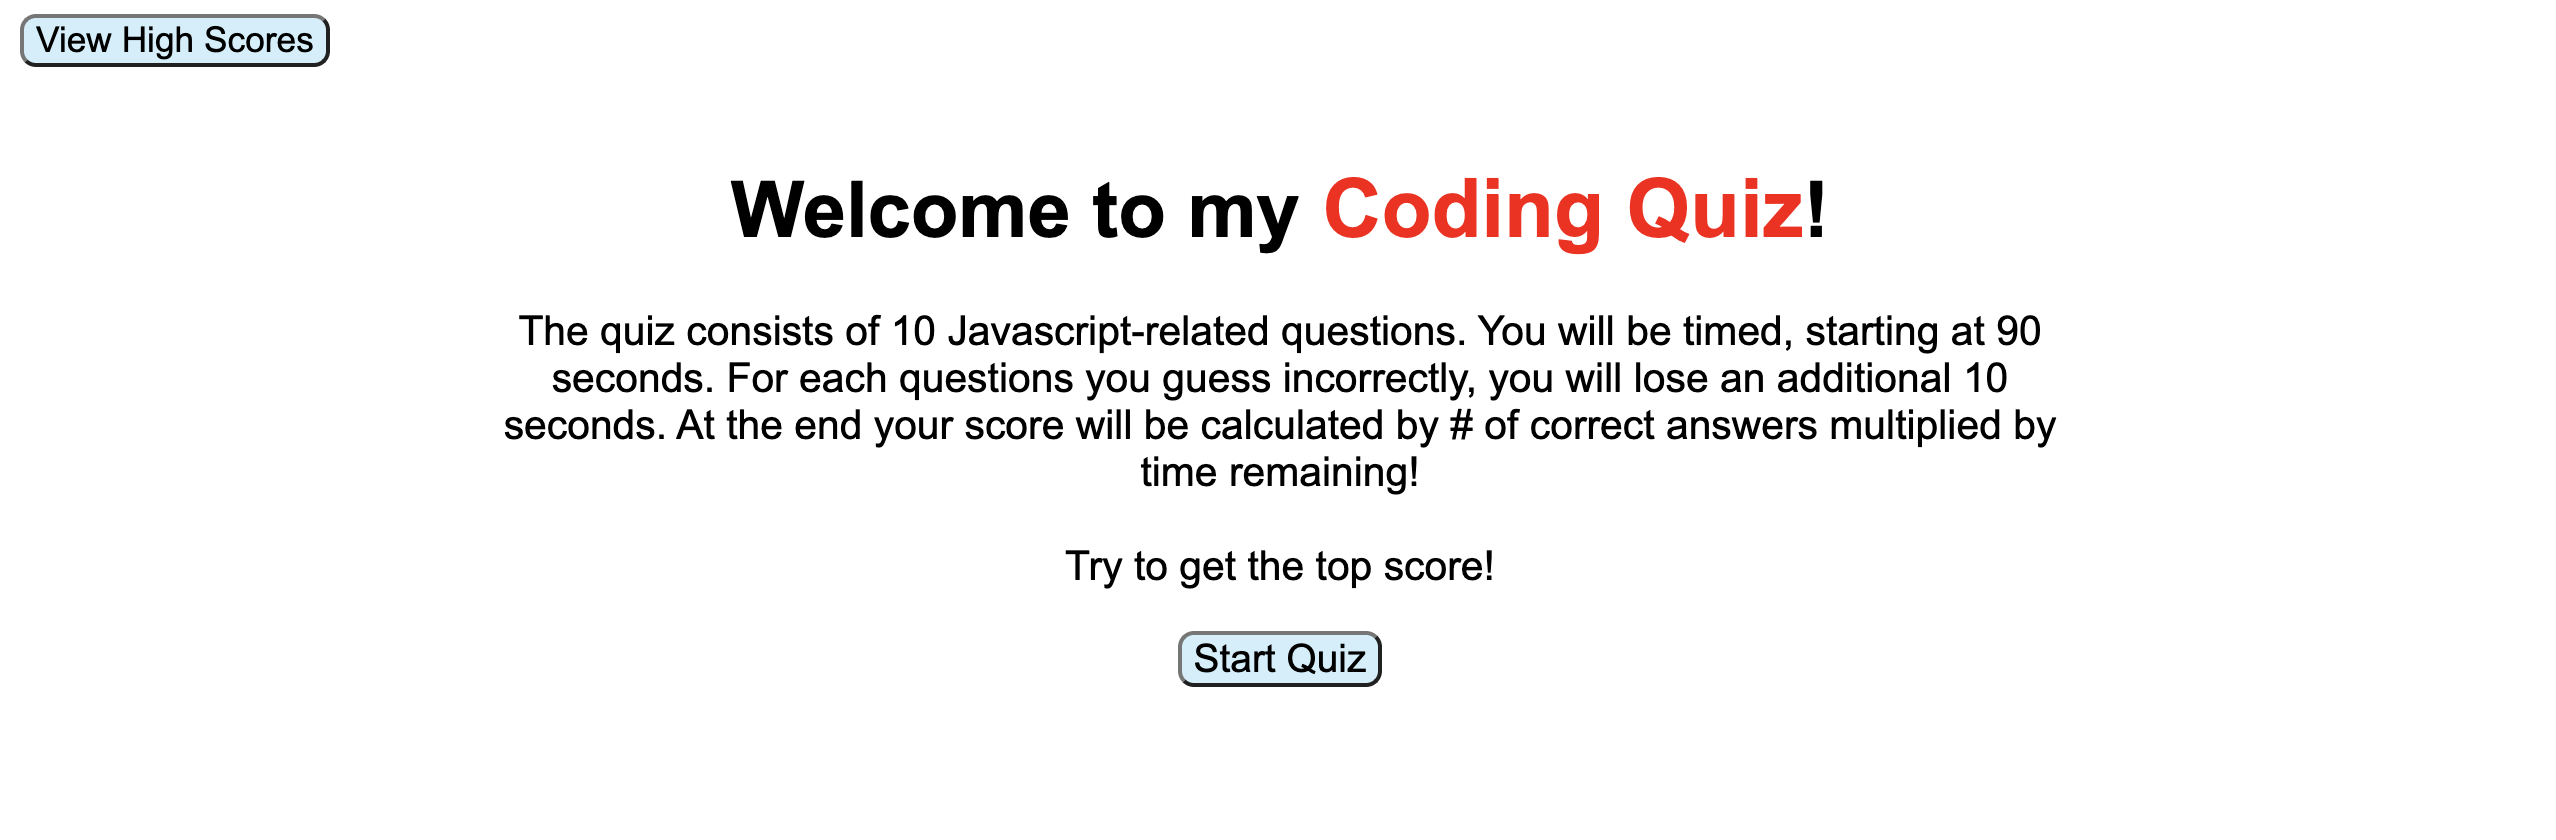 View High Scores
Welcome to my Coding Quiz!
The quiz consists of 10 Javascript-related questions. You will be timed, starting at 90
seconds. For each questions you guess incorrectly, you will lose an additional 10
seconds. At the end your score will be calculated by # of correct answers multiplied by
time remaining!
Try to get the top score!
Start Quiz